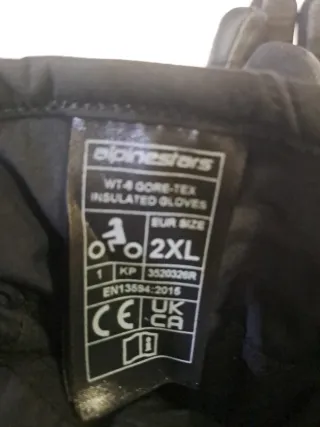 alpinestars
WT-8 GORE-TEX
INSULATED GLOVES
EUR SIZE
2XL
1 KP 3520326R
EN13594:2015
CE UK
CA
i